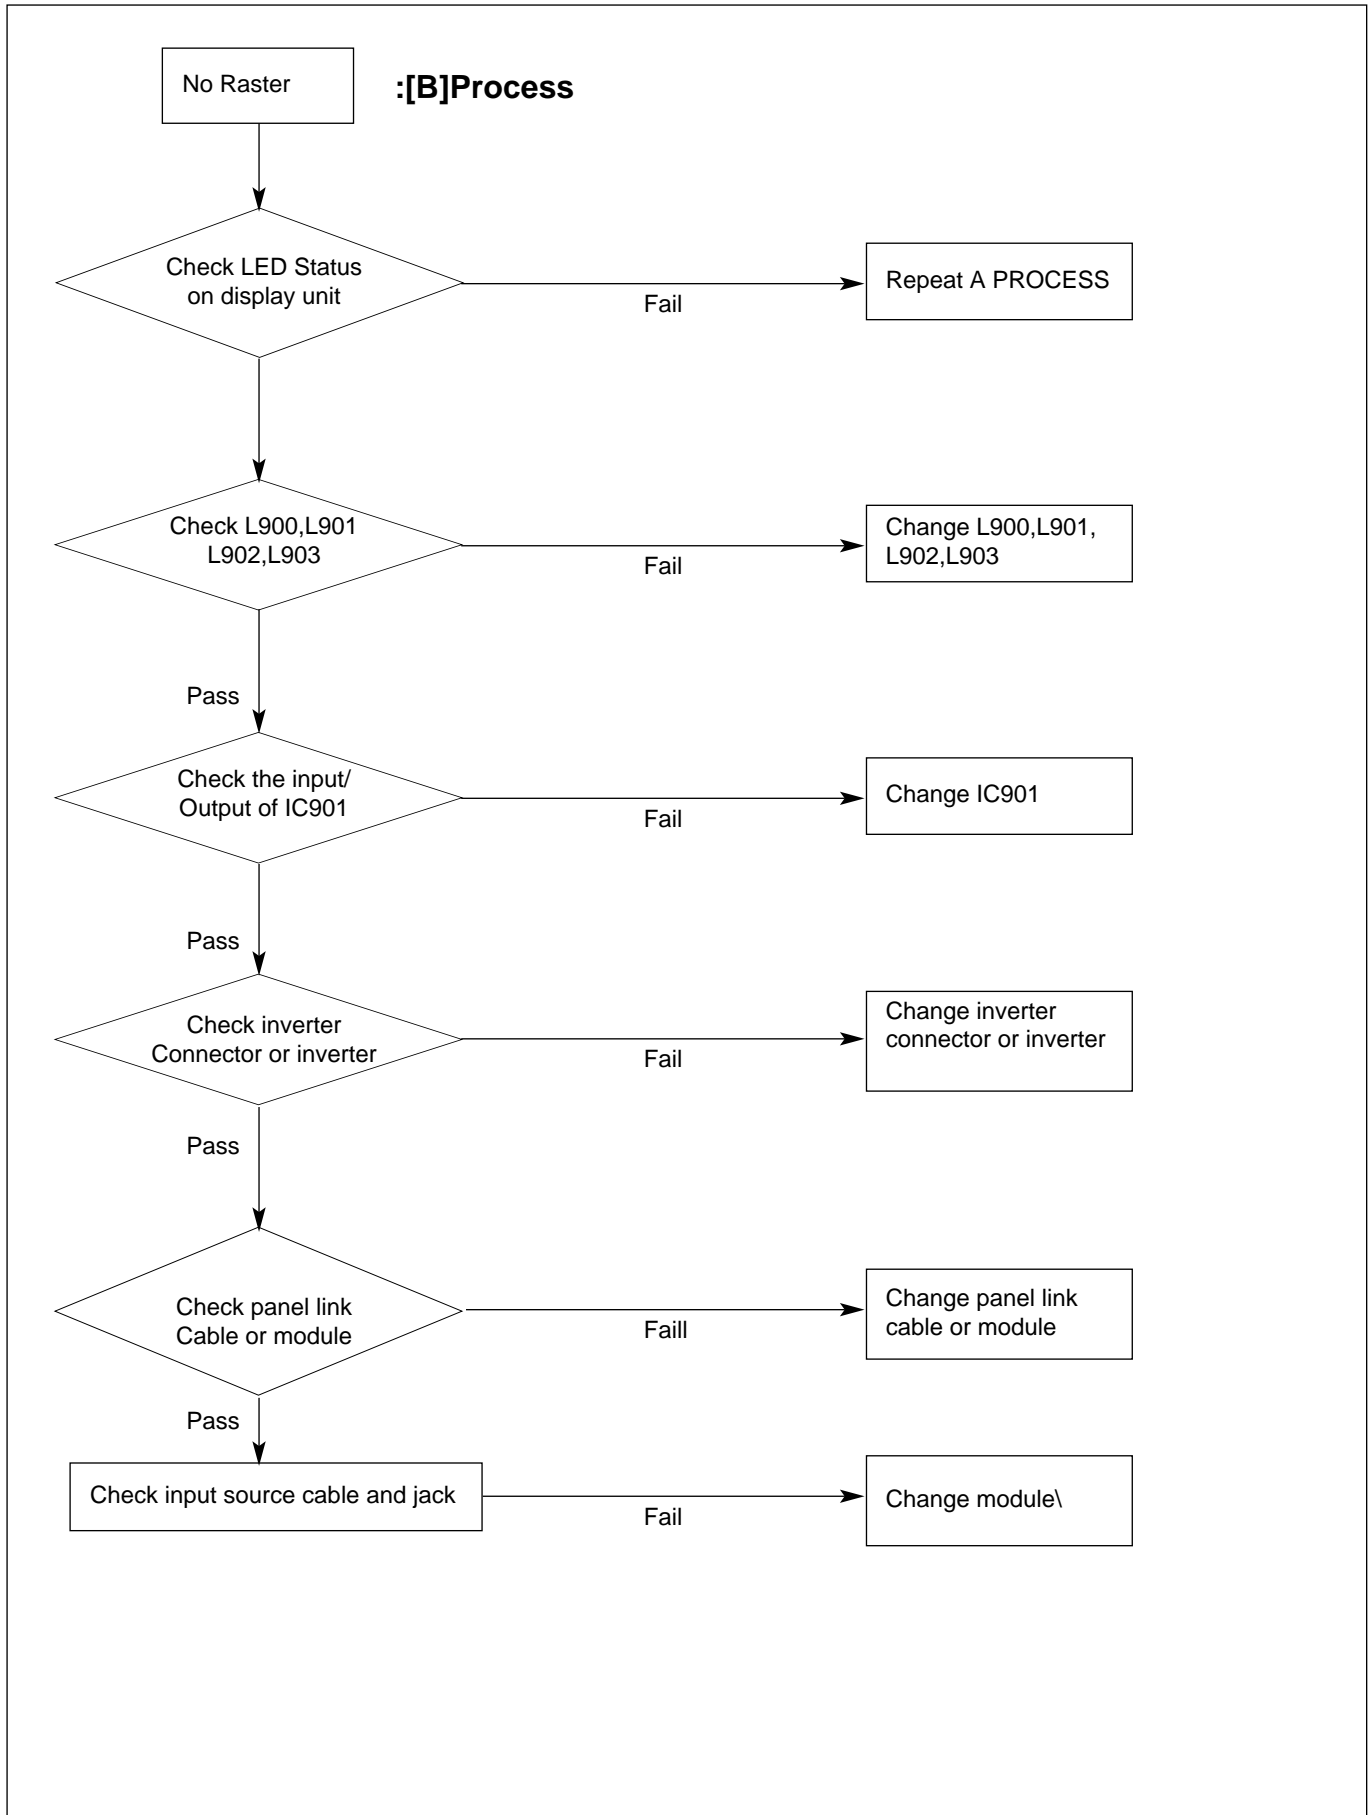 No Raster
:[B]Process
Check LED Status
on display unit
Fail
Repeat A PROCESS
Check L900,L901
L902,L903
Fail
Change L900,L901,
L902,L903
Pass
Check the input/
Output of IC901
Fail
Change IC901
Pass
Check inverter
Connector or inverter
Fail
Change inverter
connector or inverter
Pass
Check panel link
Cable or module
Faill
Change panel link
cable or module
Pass
Check input source cable and jack
Fail
Change module\